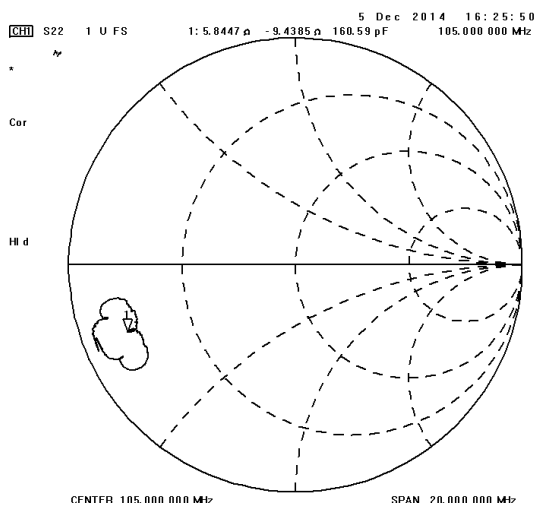 5 Dec 2014 16:25:50
CH1 S22 1 U FS 1: 5.8447 Ω -9.4385 Ω 160.59 pF 105.000 000 MHz
*
Cor
Hld
CENTER 105.000 000 MHz SPAN 20.000 000 MHz